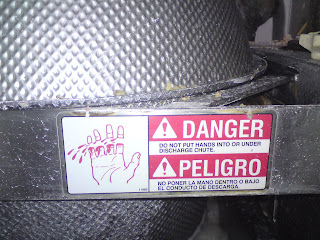 DANGER
DO NOT PUT HANDS INTO OR UNDER
DISCHARGE CHUTE.
PELIGRO
NO PONER LA MANO DENTRO O BAJO
EL CONDUCTO DE DESCARGA.